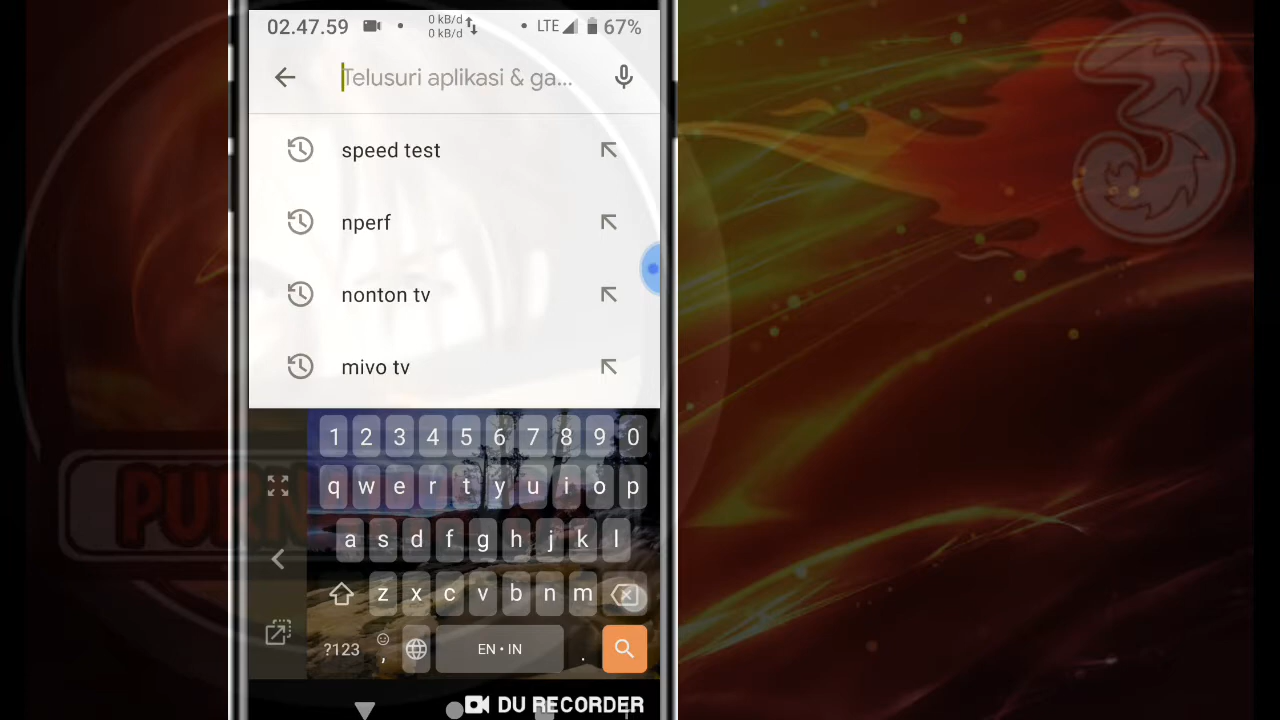 02.47.59 0 kB/d LTE 67%
0 kB/d
Telusuri aplikasi & ga...
speed test
nperf
nonton tv
mivo tv
1 2 3 4 5 6 7 8 9 0
q w e r t y u i o p
a s d f g h j k l
z x c v b n m
?123 , EN • IN .
DU RECORDER
3